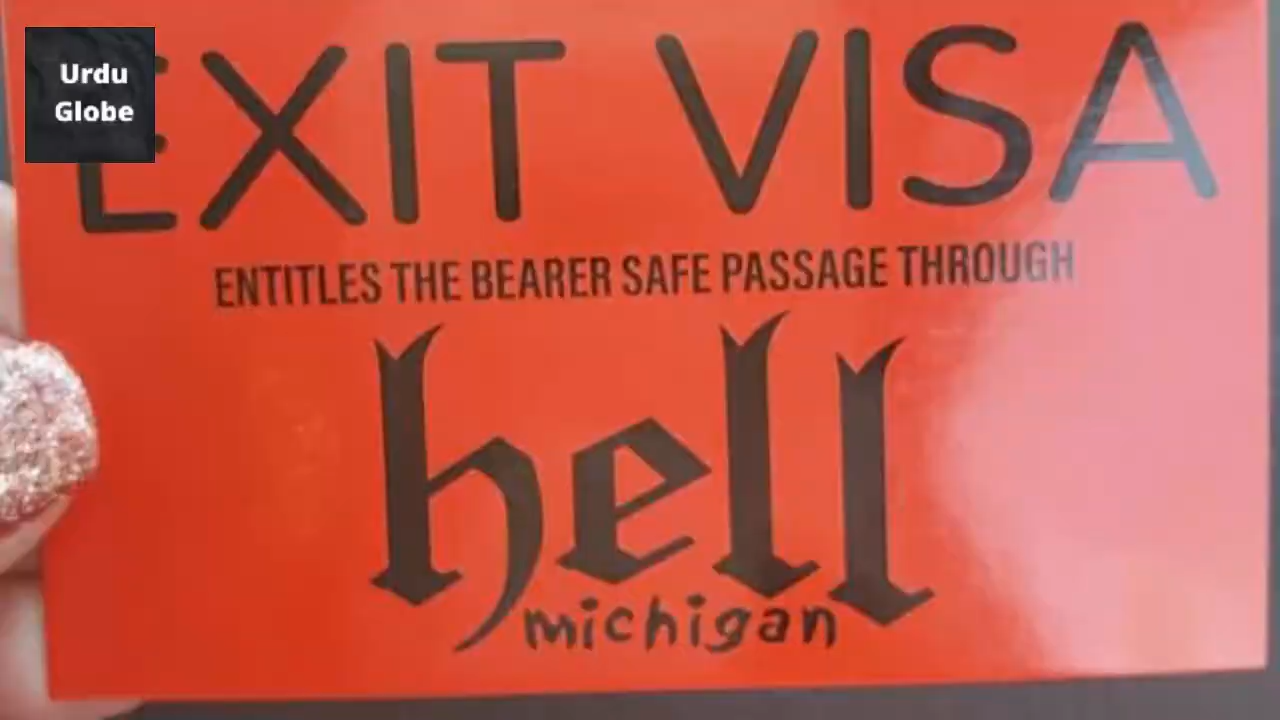 Urdu
Globe
EXIT VISA
ENTITLES THE BEARER SAFE PASSAGE THROUGH
hell
michigan